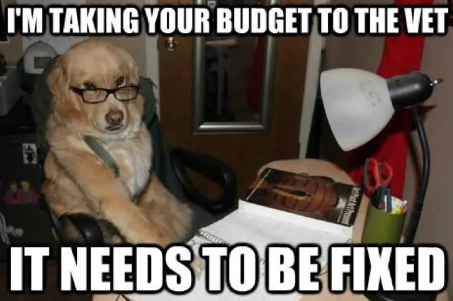 I'M TAKING YOUR BUDGET TO THE VET
IT NEEDS TO BE FIXED